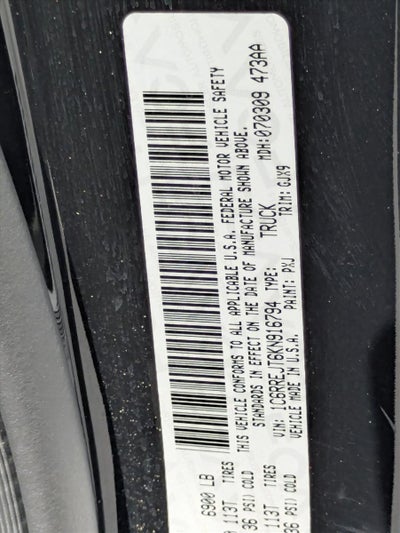 6900 LB
113T TIRES
36 PSI) COLD
THIS VEHICLE CONFORMS TO ALL APPLICABLE U.S.A. FEDERAL MOTOR VEHICLE SAFETY
STANDARDS IN EFFECT ON THE DATE OF MANUFACTURE SHOWN ABOVE.
VIN: 1C6RREJT6KN916794 TYPE: TRUCK MDH:070309 473AA
VEHICLE MADE IN U.S.A. PAINT: PXJ TRIM: GJX9
113T TIRES
36 PSI) COLD